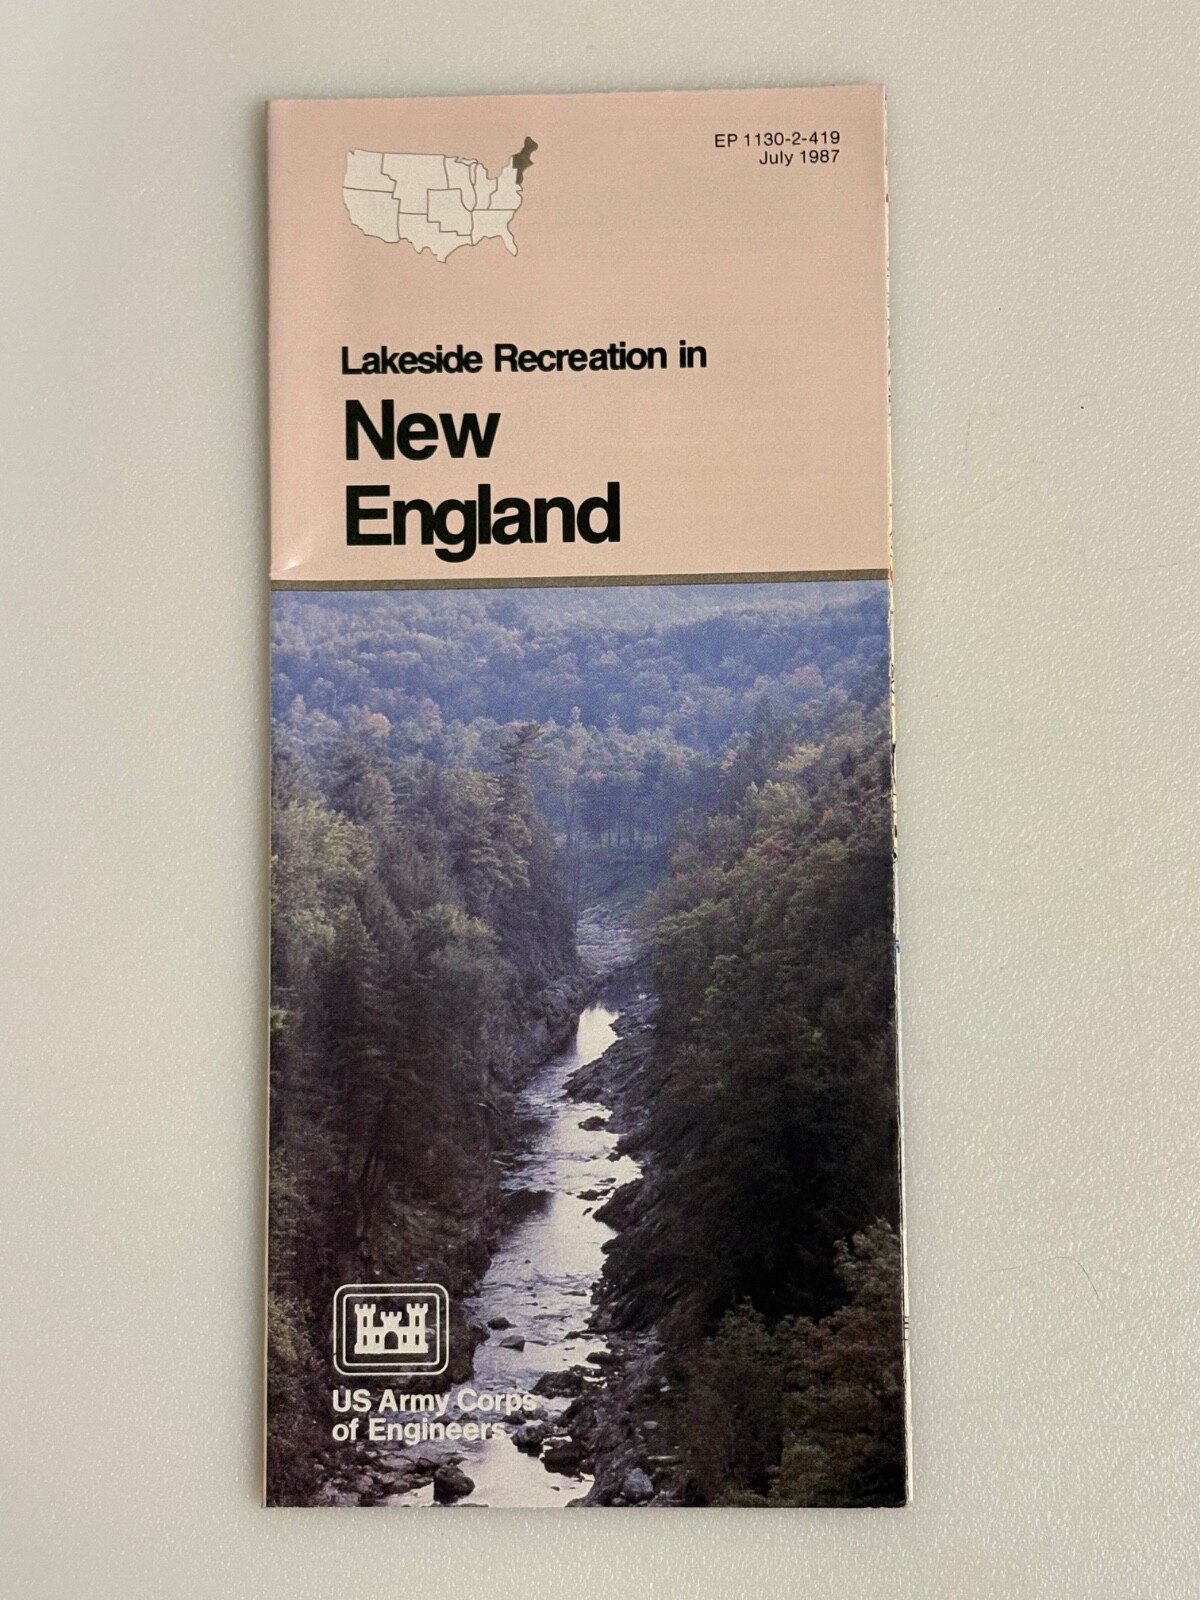 EP 1130-2-419
July 1987
Lakeside Recreation in
New
England
US Army Corps
of Engineers